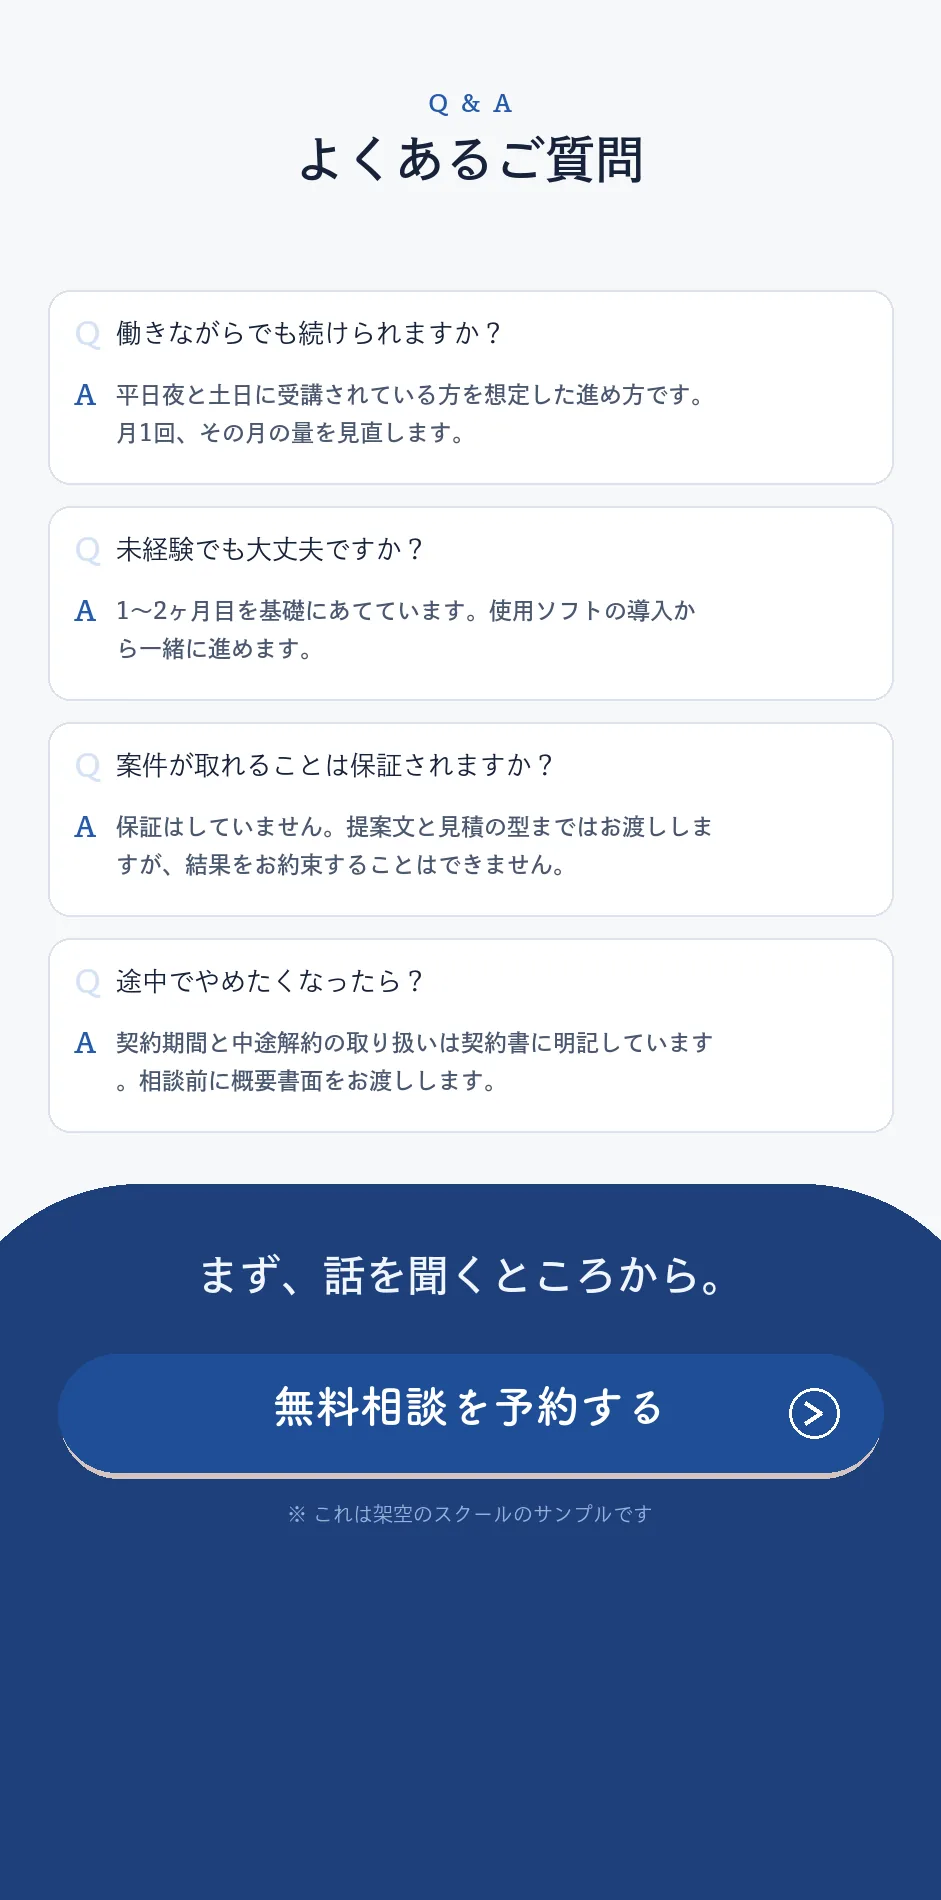 Q & A
よくあるご質問
Q 働きながらでも続けられますか？
A 平日夜と土日に受講されている方を想定した進め方です。
月1回、その月の量を見直します。
Q 未経験でも大丈夫ですか？
A 1〜2ヶ月目を基礎にあてています。使用ソフトの導入か
ら一緒に進めます。
Q 案件が取れることは保証されますか？
A 保証はしていません。提案文と見積の型まではお渡ししま
すが、結果をお約束することはできません。
Q 途中でやめたくなったら？
A 契約期間と中途解約の取り扱いは契約書に明記しています
。相談前に概要書面をお渡しします。
まず、話を聞くところから。
無料相談を予約する
※ これは架空のスクールのサンプルです